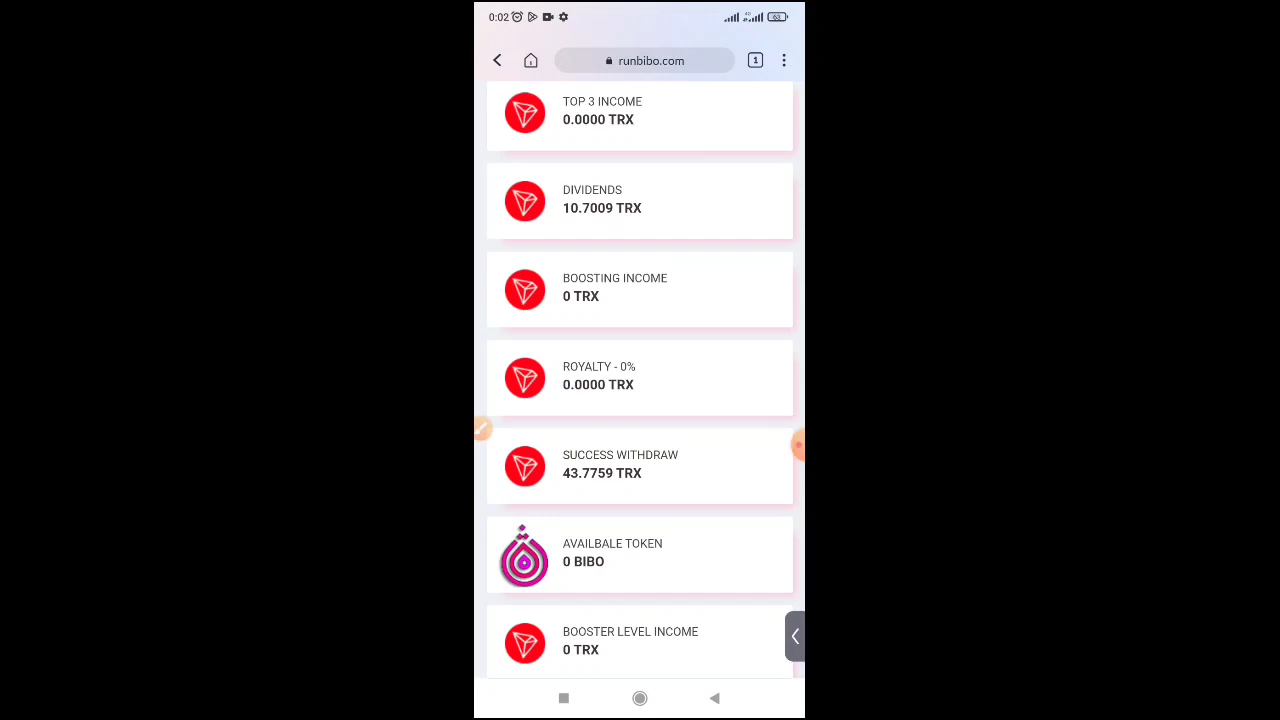 0:02
4G
63
1
runbibo.com
TOP 3 INCOME
0.0000 TRX
DIVIDENDS
10.7009 TRX
BOOSTING INCOME
0 TRX
ROYALTY - 0%
0.0000 TRX
SUCCESS WITHDRAW
43.7759 TRX
AVAILBALE TOKEN
0 BIBO
BOOSTER LEVEL INCOME
0 TRX